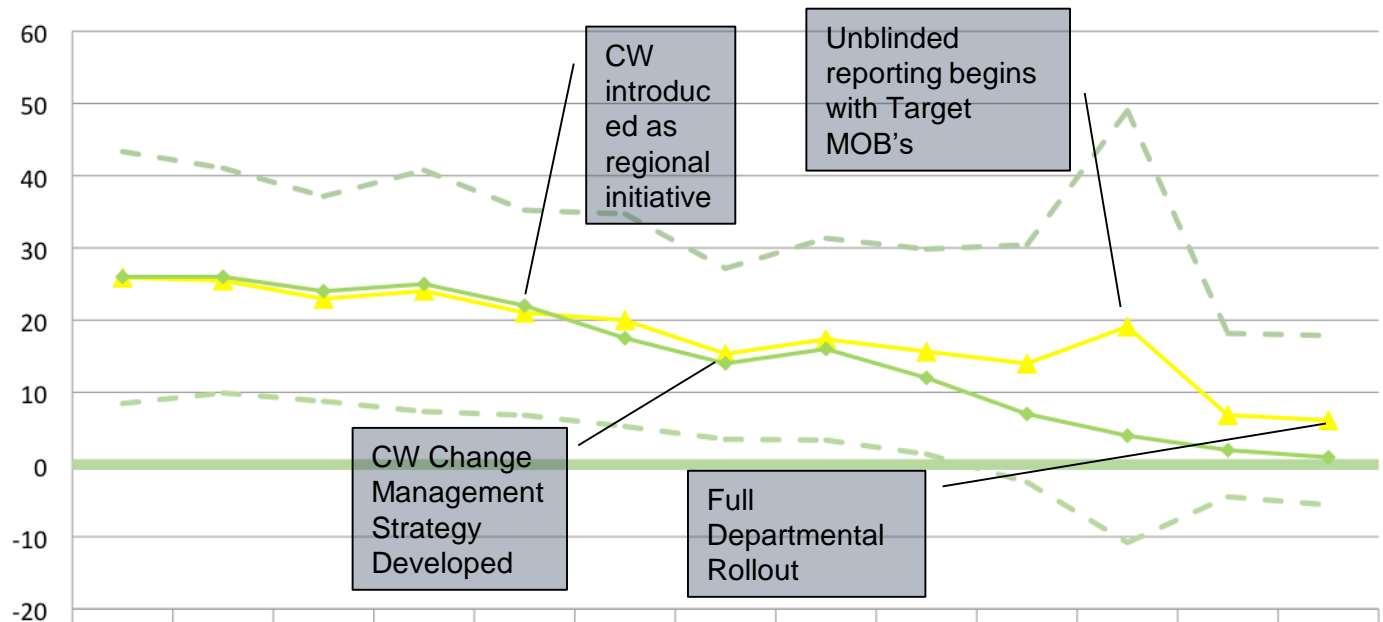 60
50
40
30
20
10
0
-10
-20
CW
introduc
ed as
regional
initiative
Unblinded
reporting begins
with Target
MOB's
CW Change
Management
Strategy
Developed
Full
Departmental
Rollout